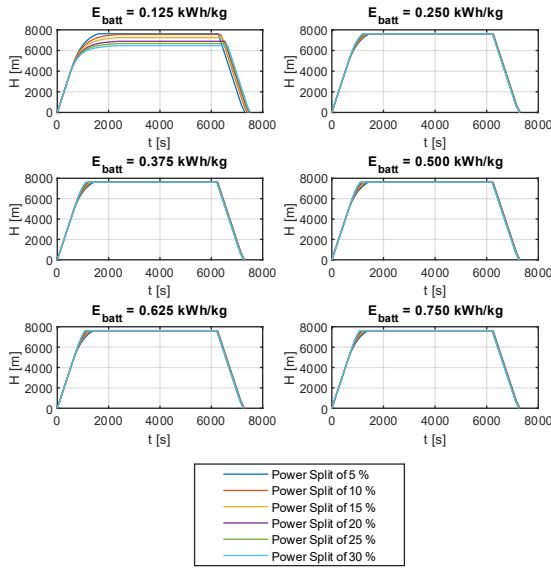 E_batt = 0.125 kWh/kg
E_batt = 0.250 kWh/kg
8000
6000
4000
2000
0
H [m]
0 2000 4000 6000 8000
t [s]
8000
6000
4000
2000
0
H [m]
0 2000 4000 6000 8000
t [s]
E_batt = 0.375 kWh/kg
E_batt = 0.500 kWh/kg
8000
6000
4000
2000
0
H [m]
0 2000 4000 6000 8000
t [s]
8000
6000
4000
2000
0
H [m]
0 2000 4000 6000 8000
t [s]
E_batt = 0.625 kWh/kg
E_batt = 0.750 kWh/kg
8000
6000
4000
2000
0
H [m]
0 2000 4000 6000 8000
t [s]
8000
6000
4000
2000
0
H [m]
0 2000 4000 6000 8000
t [s]
Power Split of 5 %
Power Split of 10 %
Power Split of 15 %
Power Split of 20 %
Power Split of 25 %
Power Split of 30 %